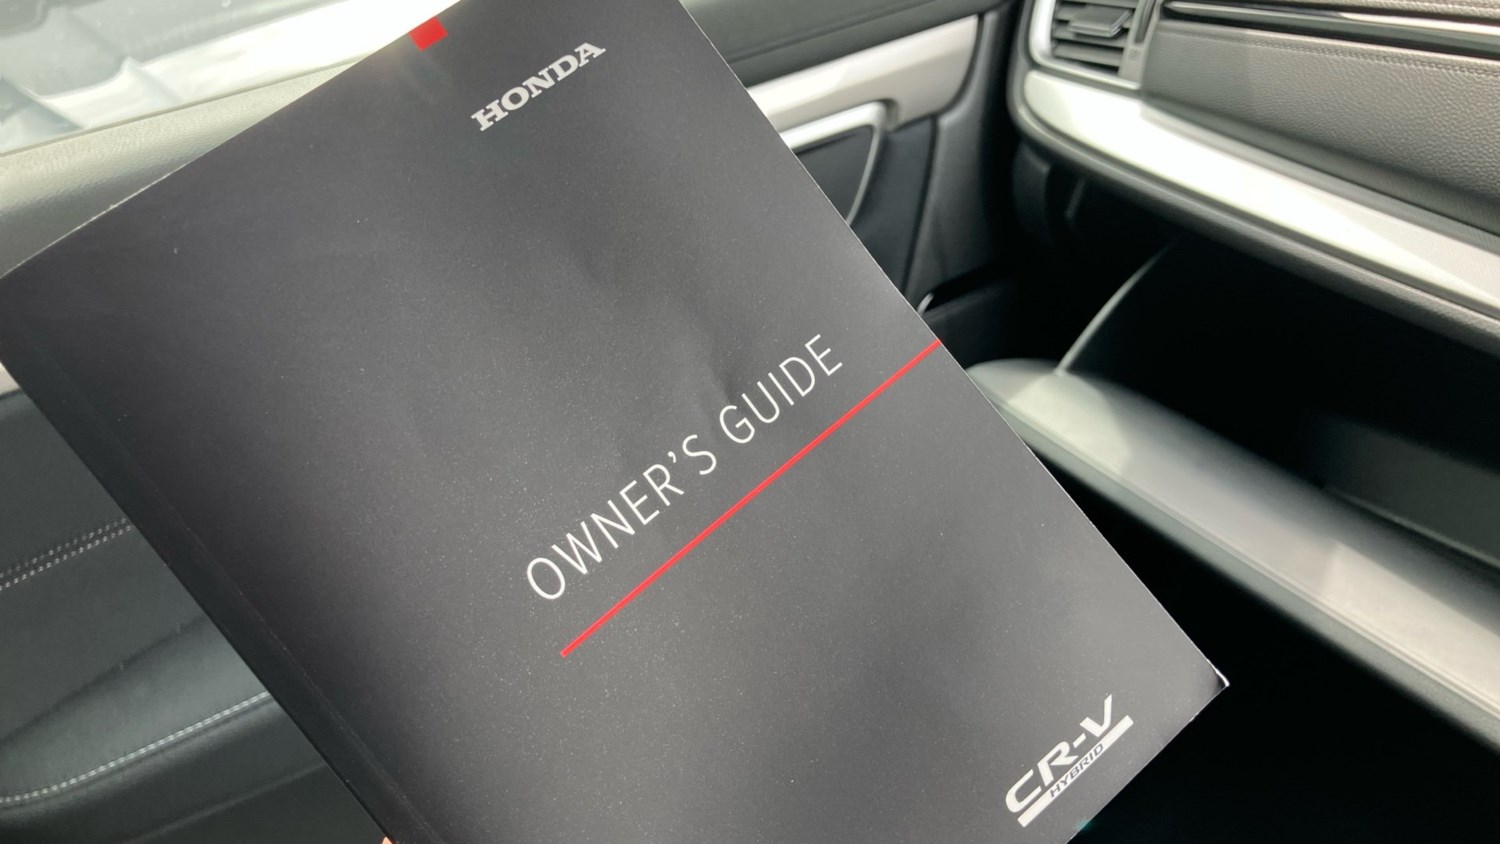 HONDA
OWNER'S GUIDE
CR-V
HYBRID